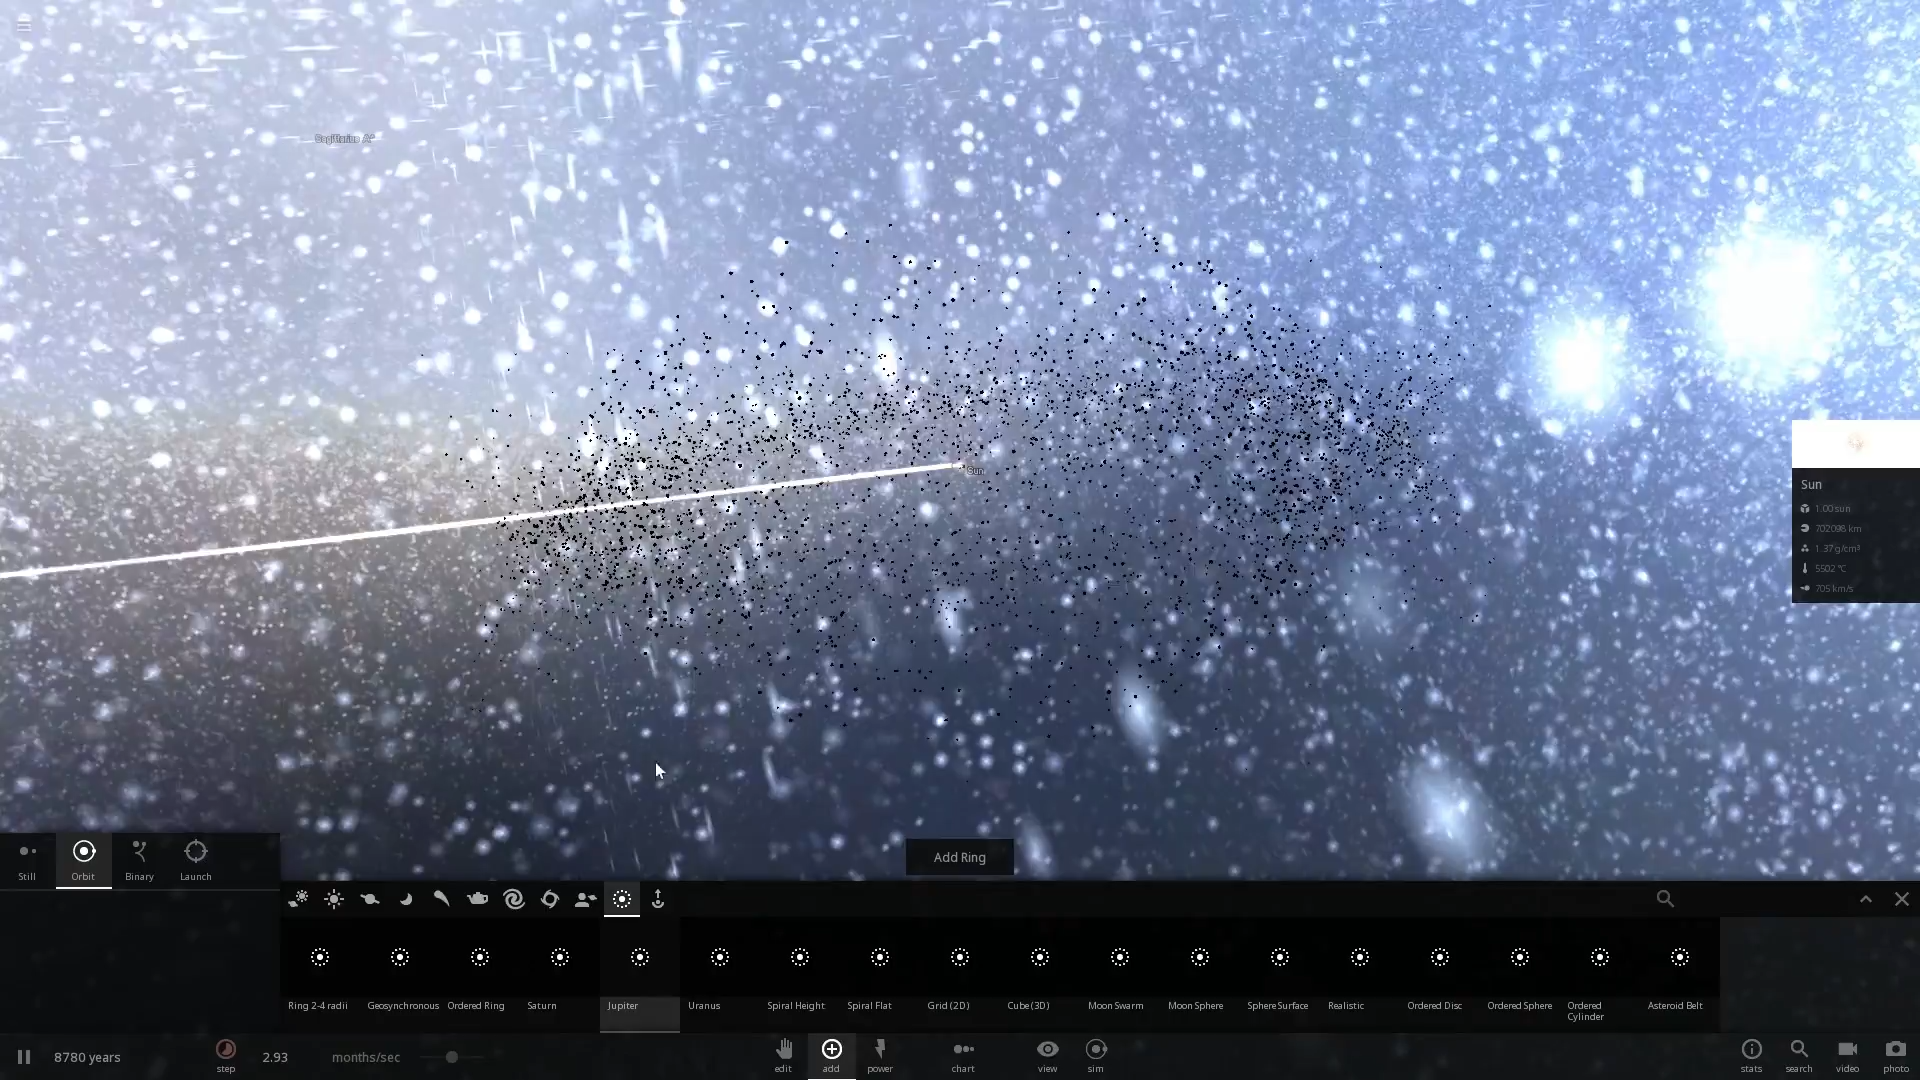 Sagittarius A*
Sun
Sun
1.00 sun
702098 km
1.37 g/cm³
5502 °C
705 km/s
Add Ring
Still
Orbit
Binary
Launch
Ring 2-4 radii
Geosynchronous
Ordered Ring
Saturn
Jupiter
Uranus
Spiral Height
Spiral Flat
Grid (2D)
Cube (3D)
Moon Swarm
Moon Sphere
Sphere Surface
Realistic
Ordered Disc
Ordered Sphere
Ordered
Cylinder
Asteroid Belt
8780 years
step
2.93
months/sec
edit
add
power
chart
view
sim
stats
search
video
photo